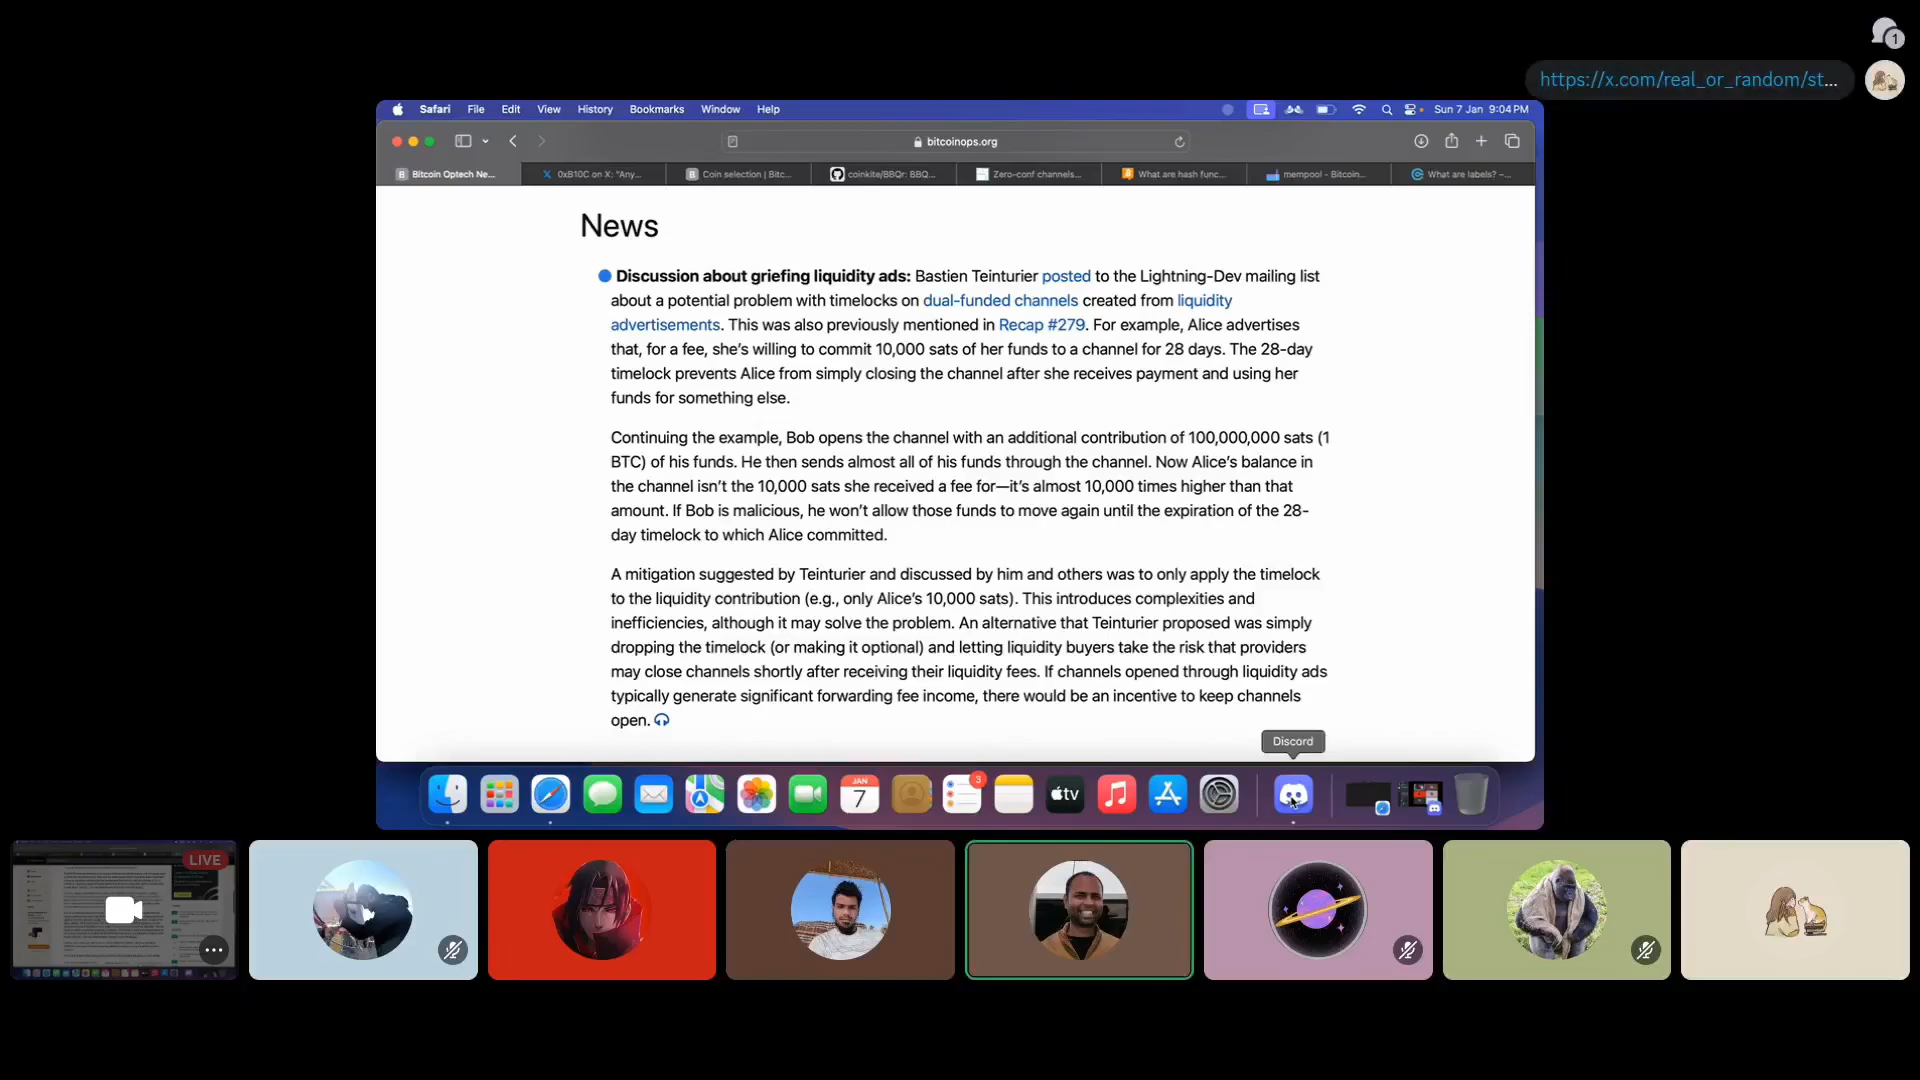 1
https://x.com/real_or_random/st...
Safari File Edit View History Bookmarks Window Help Sun 7 Jan 9:04 PM
bitcoinops.org
Bitcoin Optech Ne... 0xB10C on X: "Any... Coin selection | Bitc... coinkite/BBQr: BBQ... Zero-conf channels... What are hash func... mempool - Bitcoin... What are labels? –...
News
Discussion about griefing liquidity ads: Bastien Teinturier posted to the Lightning-Dev mailing list
about a potential problem with timelocks on dual-funded channels created from liquidity
advertisements. This was also previously mentioned in Recap #279. For example, Alice advertises
that, for a fee, she’s willing to commit 10,000 sats of her funds to a channel for 28 days. The 28-day
timelock prevents Alice from simply closing the channel after she receives payment and using her
funds for something else.
Continuing the example, Bob opens the channel with an additional contribution of 100,000,000 sats (1
BTC) of his funds. He then sends almost all of his funds through the channel. Now Alice’s balance in
the channel isn’t the 10,000 sats she received a fee for—it’s almost 10,000 times higher than that
amount. If Bob is malicious, he won’t allow those funds to move again until the expiration of the 28-
day timelock to which Alice committed.
A mitigation suggested by Teinturier and discussed by him and others was to only apply the timelock
to the liquidity contribution (e.g., only Alice’s 10,000 sats). This introduces complexities and
inefficiencies, although it may solve the problem. An alternative that Teinturier proposed was simply
dropping the timelock (or making it optional) and letting liquidity buyers take the risk that providers
may close channels shortly after receiving their liquidity fees. If channels opened through liquidity ads
typically generate significant forwarding fee income, there would be an incentive to keep channels
open.
Discord
JAN
7
3
tv
LIVE